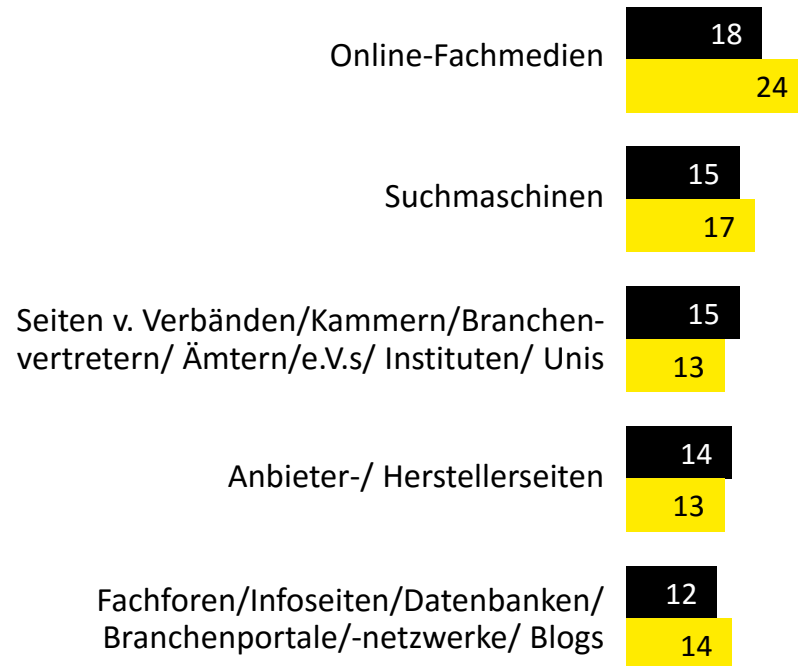 Online-Fachmedien
18
24
Suchmaschinen
15
17
Seiten v. Verbänden/Kammern/Branchen-
vertretern/ Ämtern/e.V.s/ Instituten/ Unis
15
13
Anbieter-/ Herstellerseiten
14
13
Fachforen/Infoseiten/Datenbanken/
Branchenportale/-netzwerke/ Blogs
12
14